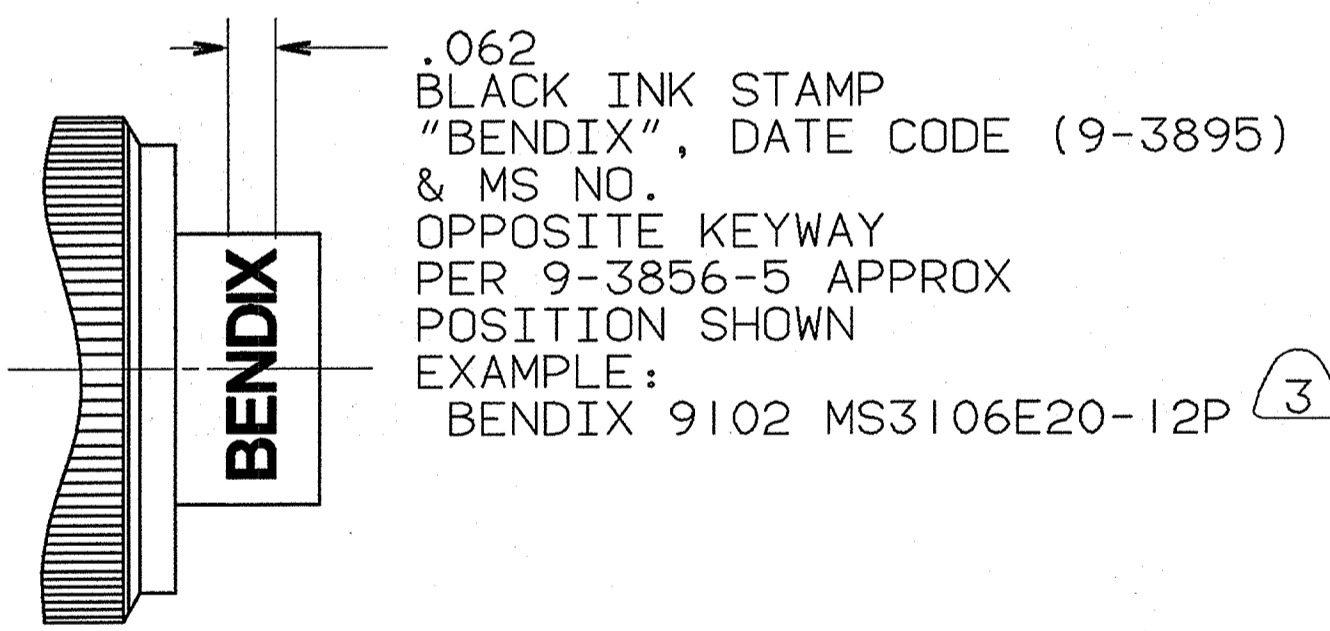 .062
BLACK INK STAMP
"BENDIX", DATE CODE (9-3895)
& MS NO.
OPPOSITE KEYWAY
PER 9-3856-5 APPROX
POSITION SHOWN
EXAMPLE:
BENDIX 9102 MS3106E20-12P
3
BENDIX